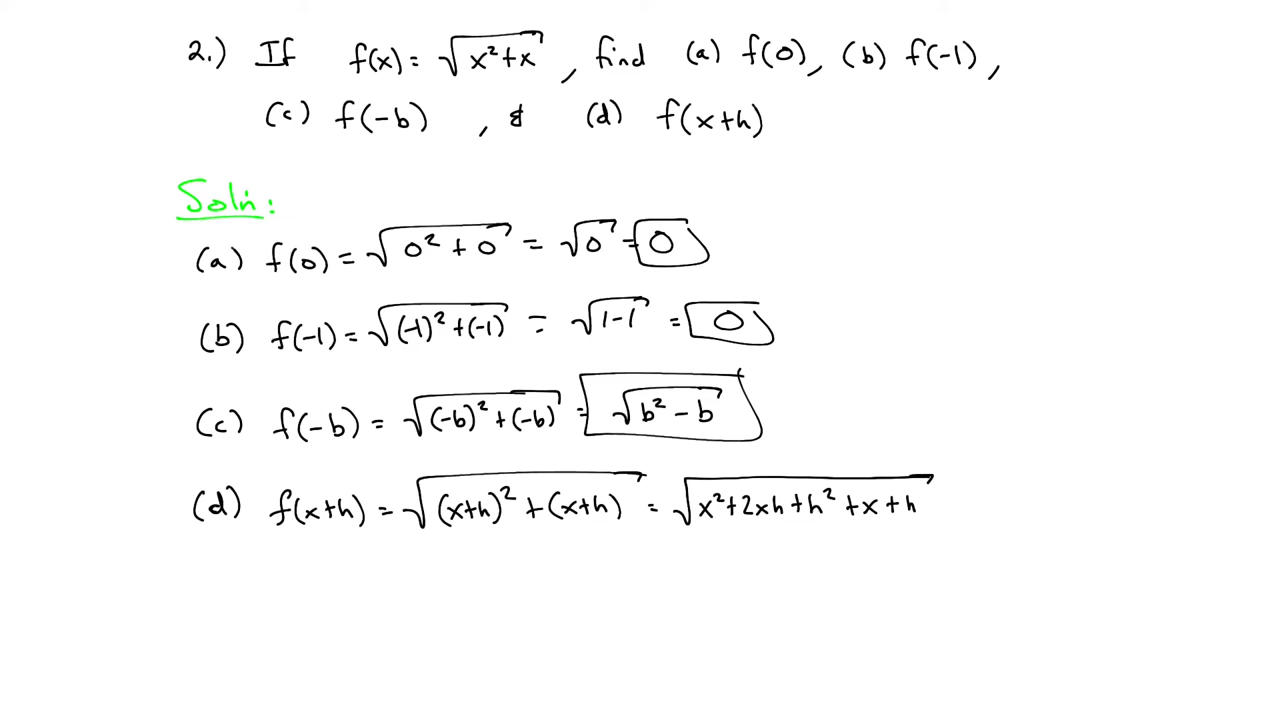 2.) If f(x) = √(x²+x) , find (a) f(0), (b) f(-1),
(c) f(-b) , & (d) f(x+h)
Soln:
(a) f(0) = √(0² + 0) = √0 = 0
(b) f(-1) = √((-1)² + (-1)) = √(1-1) = 0
(c) f(-b) = √((-b)² + (-b)) = √(b² - b)
(d) f(x+h) = √((x+h)² + (x+h)) = √(x² + 2xh + h² + x + h)